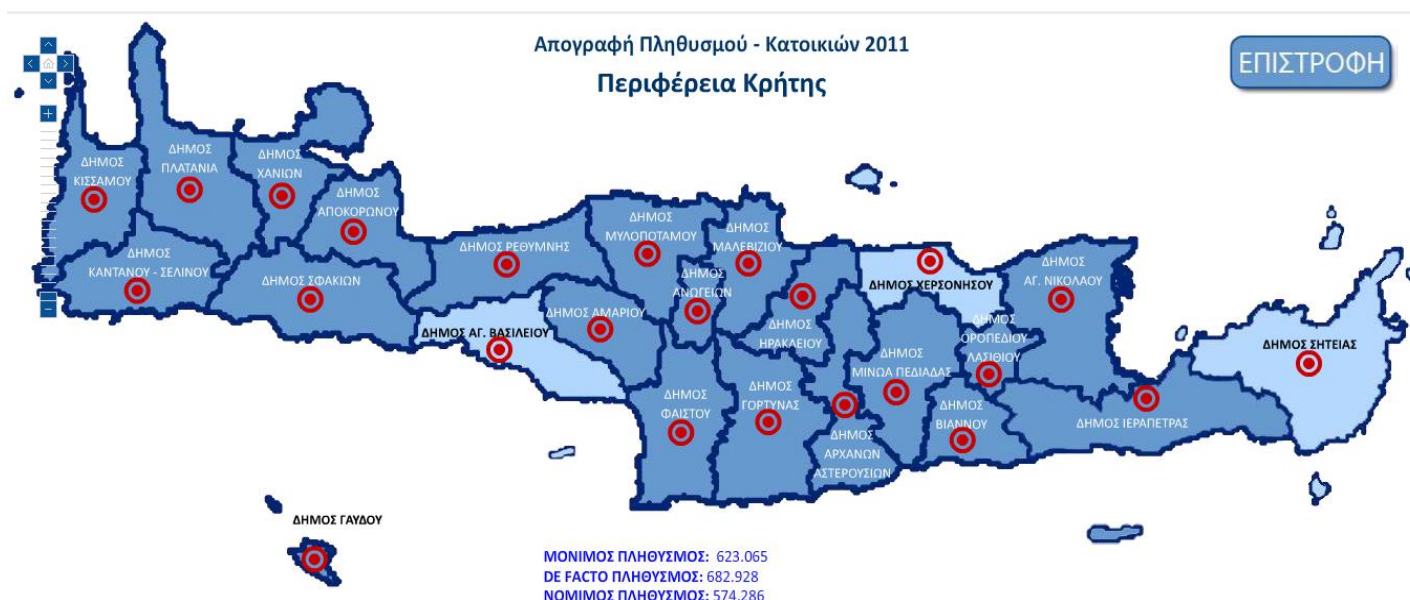 Απογραφή Πληθυσμού - Κατοικιών 2011
Περιφέρεια Κρήτης
ΕΠΙΣΤΡΟΦΗ
ΔΗΜΟΣ
ΚΙΣΣΑΜΟΥ
ΔΗΜΟΣ
ΠΛΑΤΑΝΙΑ
ΔΗΜΟΣ
ΧΑΝΙΩΝ
ΔΗΜΟΣ
ΑΠΟΚΟΡΩΝΟΥ
ΔΗΜΟΣ
ΚΑΝΤΑΝΟΥ - ΣΕΛΙΝΟΥ
ΔΗΜΟΣ ΣΦΑΚΙΩΝ
ΔΗΜΟΣ ΡΕΘΥΜΝΗΣ
ΔΗΜΟΣ
ΜΥΛΟΠΟΤΑΜΟΥ
ΔΗΜΟΣ
ΜΑΛΕΒΙΖΙΟΥ
ΔΗΜΟΣ
ΑΝΩΓΕΙΩΝ
ΔΗΜΟΣ ΑΓ. ΒΑΣΙΛΕΙΟΥ
ΔΗΜΟΣ ΑΜΑΡΙΟΥ
ΔΗΜΟΣ
ΗΡΑΚΛΕΙΟΥ
ΔΗΜΟΣ ΧΕΡΣΟΝΗΣΟΥ
ΔΗΜΟΣ
ΑΓ. ΝΙΚΟΛΑΟΥ
ΔΗΜΟΣ
ΟΡΟΠΕΔΙΟΥ
ΛΑΣΙΘΙΟΥ
ΔΗΜΟΣ ΣΗΤΕΙΑΣ
ΔΗΜΟΣ
ΦΑΙΣΤΟΥ
ΔΗΜΟΣ
ΓΟΡΤΥΝΑΣ
ΔΗΜΟΣ
ΜΙΝΩΑ ΠΕΔΙΑΔΑΣ
ΔΗΜΟΣ
ΑΡΧΑΝΩΝ
ΑΣΤΕΡΟΥΣΙΩΝ
ΔΗΜΟΣ
ΒΙΑΝΝΟΥ
ΔΗΜΟΣ ΙΕΡΑΠΕΤΡΑΣ
ΔΗΜΟΣ ΓΑΥΔΟΥ
ΜΟΝΙΜΟΣ ΠΛΗΘΥΣΜΟΣ: 623.065
DE FACTO ΠΛΗΘΥΣΜΟΣ: 682.928
ΝΟΜΙΜΟΣ ΠΛΗΘΥΣΜΟΣ: 574.286